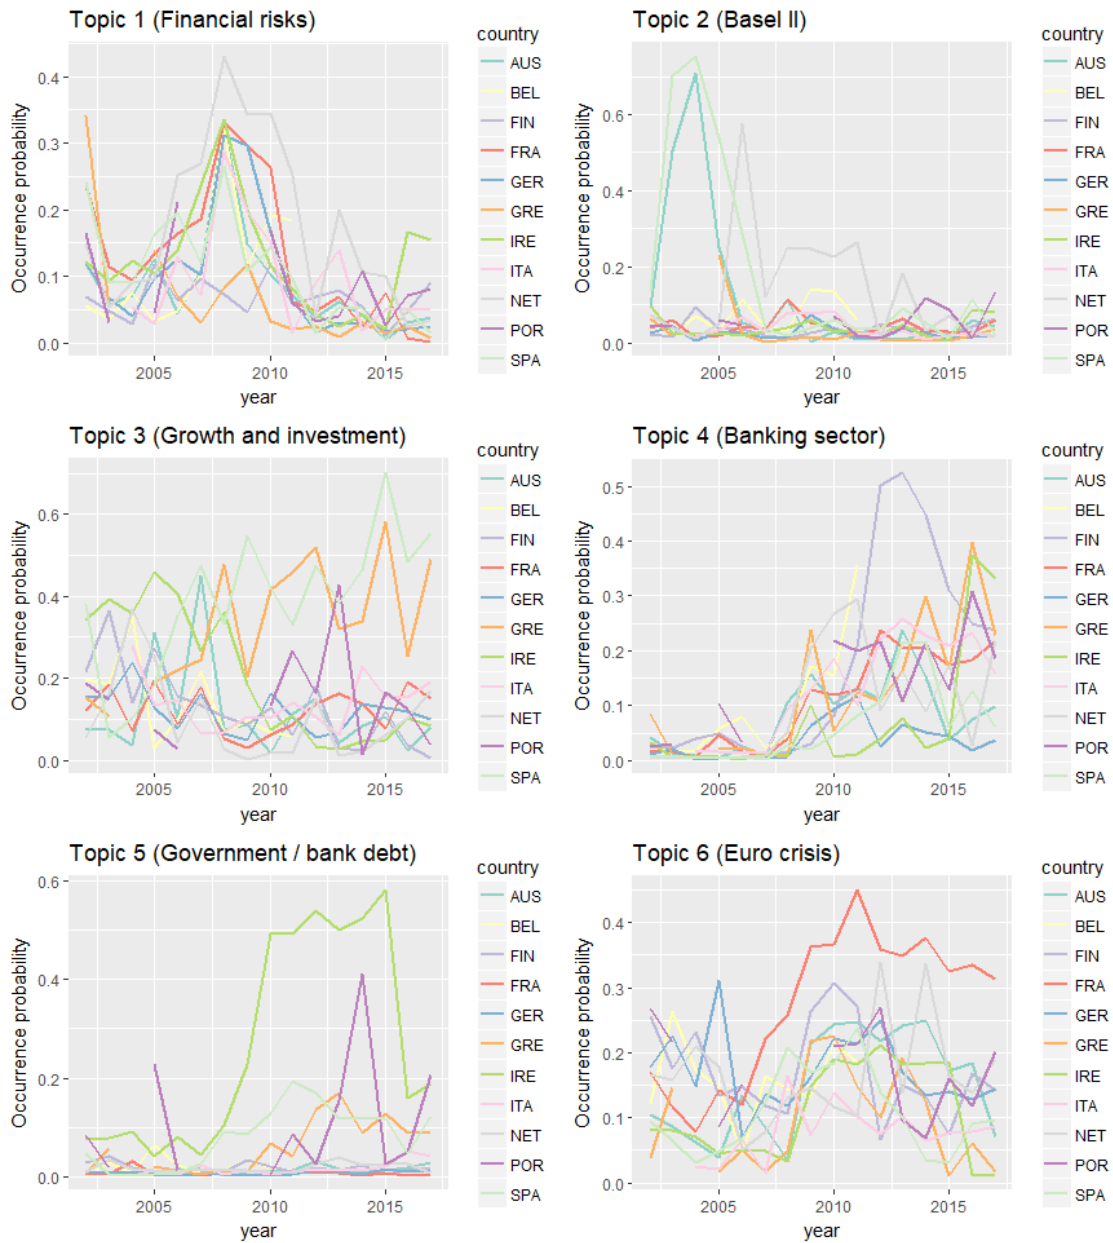 Topic 1 (Financial risks)
Occurrence probability
0.4
0.3
0.2
0.1
0.0
2005
2010
2015
year
country
AUS
BEL
FIN
FRA
GER
GRE
IRE
ITA
NET
POR
SPA
Topic 2 (Basel II)
Occurrence probability
0.6
0.4
0.2
0.0
2005
2010
2015
year
country
AUS
BEL
FIN
FRA
GER
GRE
IRE
ITA
NET
POR
SPA
Topic 3 (Growth and investment)
Occurrence probability
0.6
0.4
0.2
0.0
2005
2010
2015
year
country
AUS
BEL
FIN
FRA
GER
GRE
IRE
ITA
NET
POR
SPA
Topic 4 (Banking sector)
Occurrence probability
0.5
0.4
0.3
0.2
0.1
0.0
2005
2010
2015
year
country
AUS
BEL
FIN
FRA
GER
GRE
IRE
ITA
NET
POR
SPA
Topic 5 (Government / bank debt)
Occurrence probability
0.6
0.4
0.2
0.0
2005
2010
2015
year
country
AUS
BEL
FIN
FRA
GER
GRE
IRE
ITA
NET
POR
SPA
Topic 6 (Euro crisis)
Occurrence probability
0.4
0.3
0.2
0.1
0.0
2005
2010
2015
year
country
AUS
BEL
FIN
FRA
GER
GRE
IRE
ITA
NET
POR
SPA